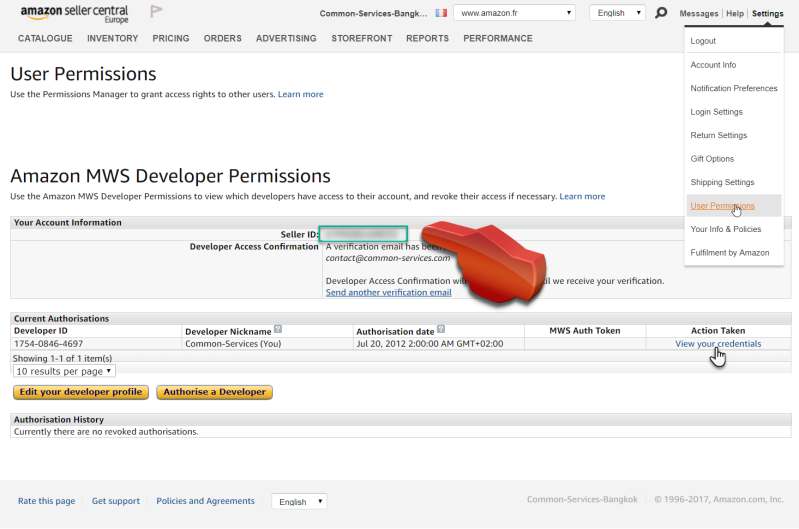 amazon seller central
Europe
Common-Services-Bangk... www.amazon.fr English Messages | Help | Settings
CATALOGUE INVENTORY PRICING ORDERS ADVERTISING STOREFRONT REPORTS PERFORMANCE
Logout
Account Info
Notification Preferences
Login Settings
Return Settings
Gift Options
Shipping Settings
User Permissions
Your Info & Policies
Fulfilment by Amazon
User Permissions
Use the Permissions Manager to grant access rights to other users. Learn more
Amazon MWS Developer Permissions
Use the Amazon MWS Developer Permissions to view which developers have access to their account, and revoke their access if necessary. Learn more
Your Account Information
Seller ID:
Developer Access Confirmation A verification email has been
contact@common-services.com
Developer Access Confirmation will we receive your verification.
Send another verification email
Current Authorisations
Developer ID Developer Nickname ? Authorisation date ? MWS Auth Token Action Taken
1754-0846-4697 Common-Services (You) Jul 20, 2012 2:00:00 AM GMT+02:00 View your credentials
Showing 1-1 of 1 item(s)
10 results per page
Edit your developer profile Authorise a Developer
Authorisation History
Currently there are no revoked authorisations.
Rate this page Get support Policies and Agreements English Common-Services-Bangkok © 1996-2017, Amazon.com, Inc.